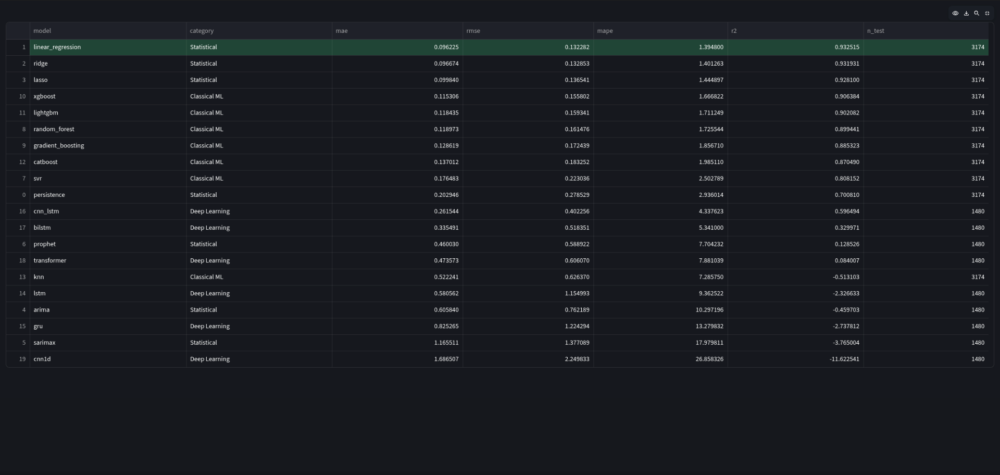 model category mae rmse mape r2 n_test
1 linear_regression Statistical 0.096225 0.132282 1.394800 0.932515 3174
2 ridge Statistical 0.096674 0.132853 1.401263 0.931931 3174
3 lasso Statistical 0.099840 0.136541 1.444897 0.928100 3174
10 xgboost Classical ML 0.115306 0.155802 1.666822 0.906384 3174
11 lightgbm Classical ML 0.118435 0.159341 1.711249 0.902082 3174
8 random_forest Classical ML 0.118973 0.161476 1.725544 0.899441 3174
9 gradient_boosting Classical ML 0.128619 0.172439 1.856710 0.885323 3174
12 catboost Classical ML 0.137012 0.183252 1.985110 0.870490 3174
7 svr Classical ML 0.176483 0.223036 2.502789 0.808152 3174
0 persistence Statistical 0.202946 0.278529 2.936014 0.700810 3174
16 cnn_lstm Deep Learning 0.261544 0.402256 4.337623 0.596494 1480
17 bilstm Deep Learning 0.335491 0.518351 5.341000 0.329971 1480
6 prophet Statistical 0.460030 0.588922 7.704232 0.128526 1480
18 transformer Deep Learning 0.473573 0.606070 7.881039 0.084007 1480
13 knn Classical ML 0.522241 0.626370 7.285750 -0.513103 3174
14 lstm Deep Learning 0.580562 1.154993 9.362522 -2.326633 1480
4 arima Statistical 0.605840 0.762189 10.297196 -0.459703 1480
15 gru Deep Learning 0.825265 1.224294 13.279832 -2.737812 1480
5 sarimax Statistical 1.165511 1.377089 17.979811 -3.765004 1480
19 cnn1d Deep Learning 1.686507 2.249833 26.858326 -11.622541 1480